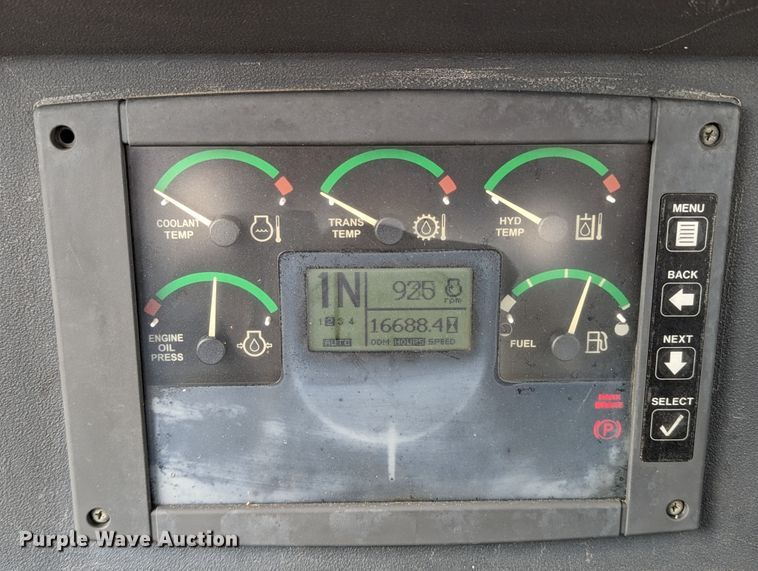 COOLANT
TEMP
TRANS
TEMP
HYD
TEMP
MENU
BACK
NEXT
SELECT
ENGINE
OIL
PRESS
1N
925
rpm
1 2 3 4
AUTO
16688.4
ODM HOURS SPEED
FUEL
P
Purple Wave Auction